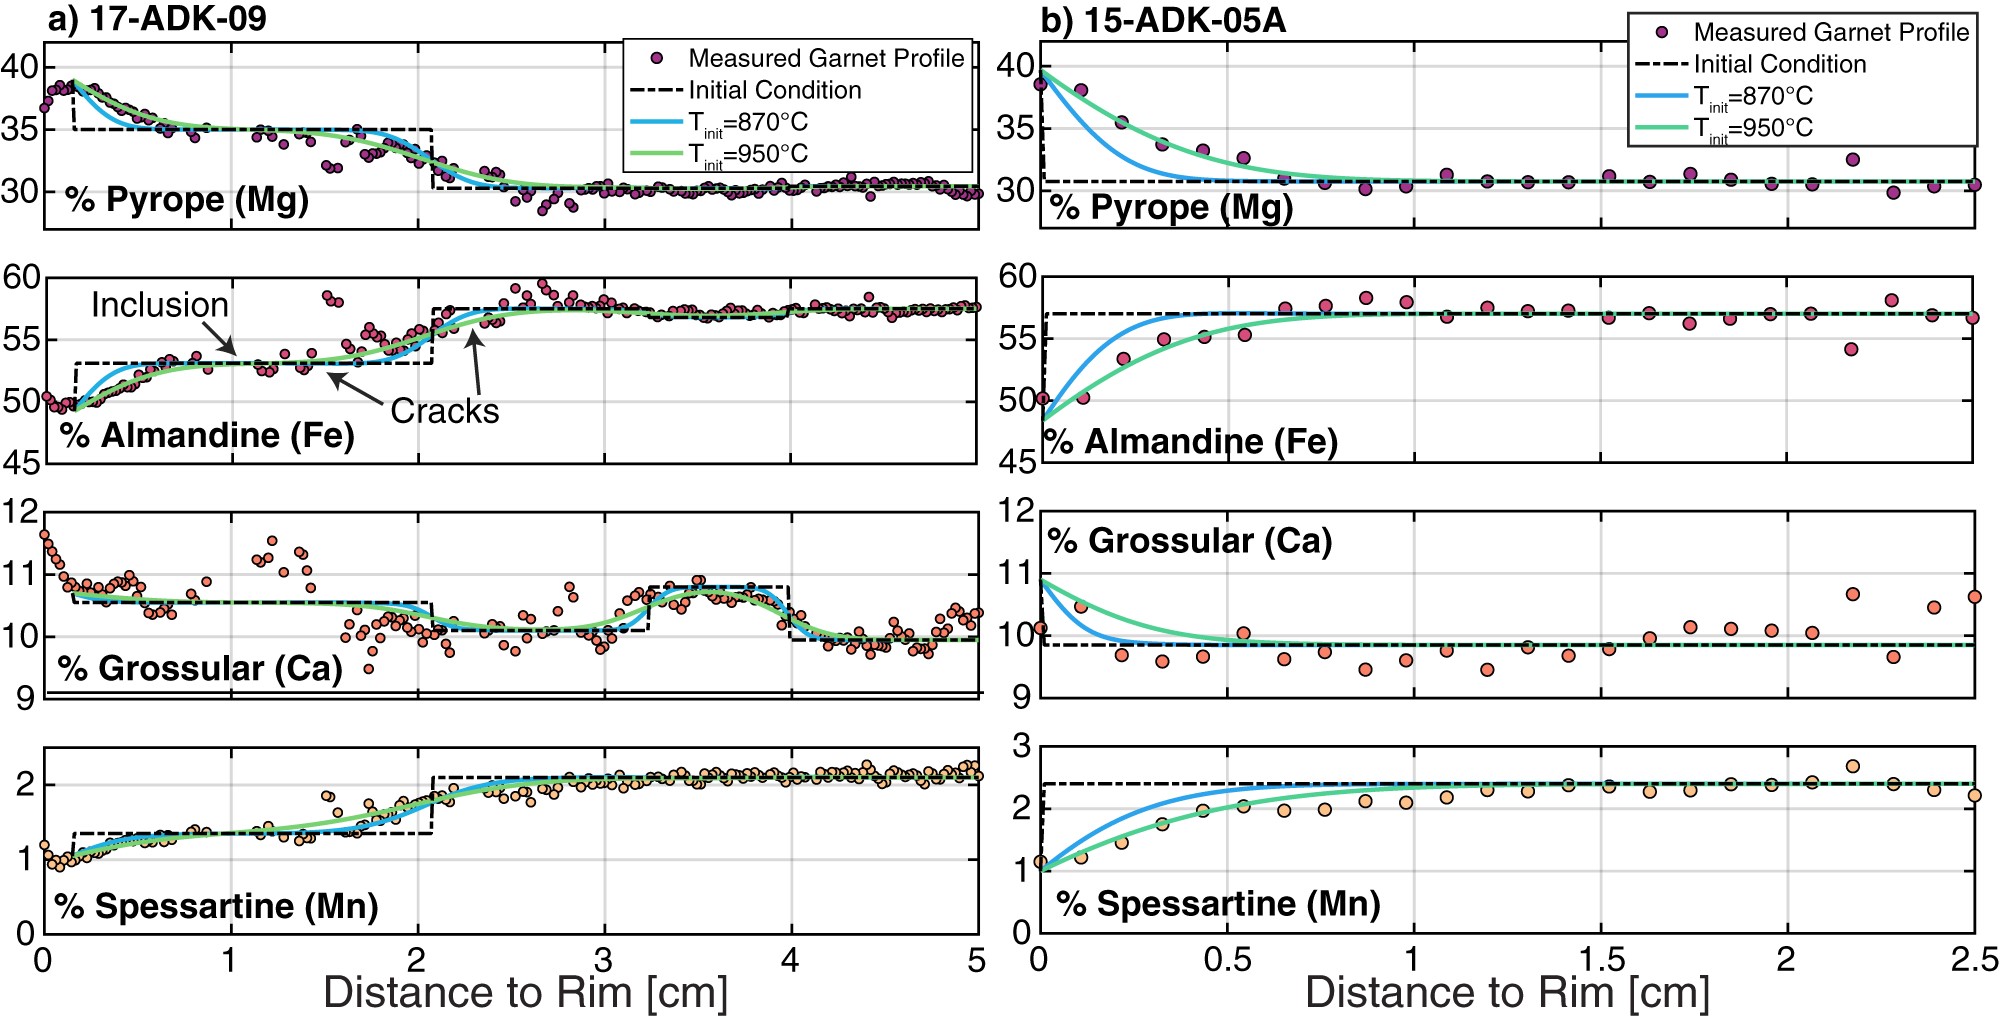 a) 17-ADK-09
Measured Garnet Profile
Initial Condition
Tinit=870°C
Tinit=950°C
40
35
30
% Pyrope (Mg)
60
55
50
45
Inclusion
Cracks
% Almandine (Fe)
12
11
10
9
% Grossular (Ca)
2
1
0
% Spessartine (Mn)
0 1 2 3 4 5
Distance to Rim [cm]
b) 15-ADK-05A
Measured Garnet Profile
Initial Condition
Tinit=870°C
Tinit=950°C
40
35
30
% Pyrope (Mg)
60
55
50
45
% Almandine (Fe)
12
11
10
9
% Grossular (Ca)
3
2
1
0
% Spessartine (Mn)
0 0.5 1 1.5 2 2.5
Distance to Rim [cm]